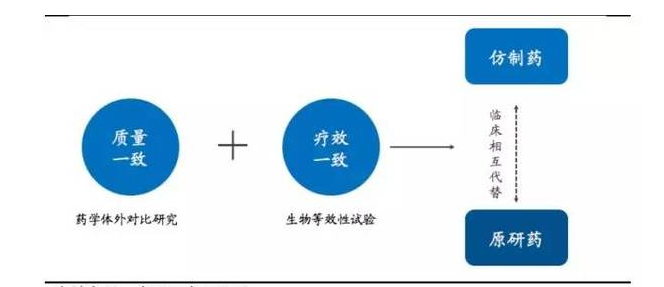 质量
一致
药学体外对比研究
+
疗效
一致
生物等效性试验
仿制药
临床相互代替
原研药